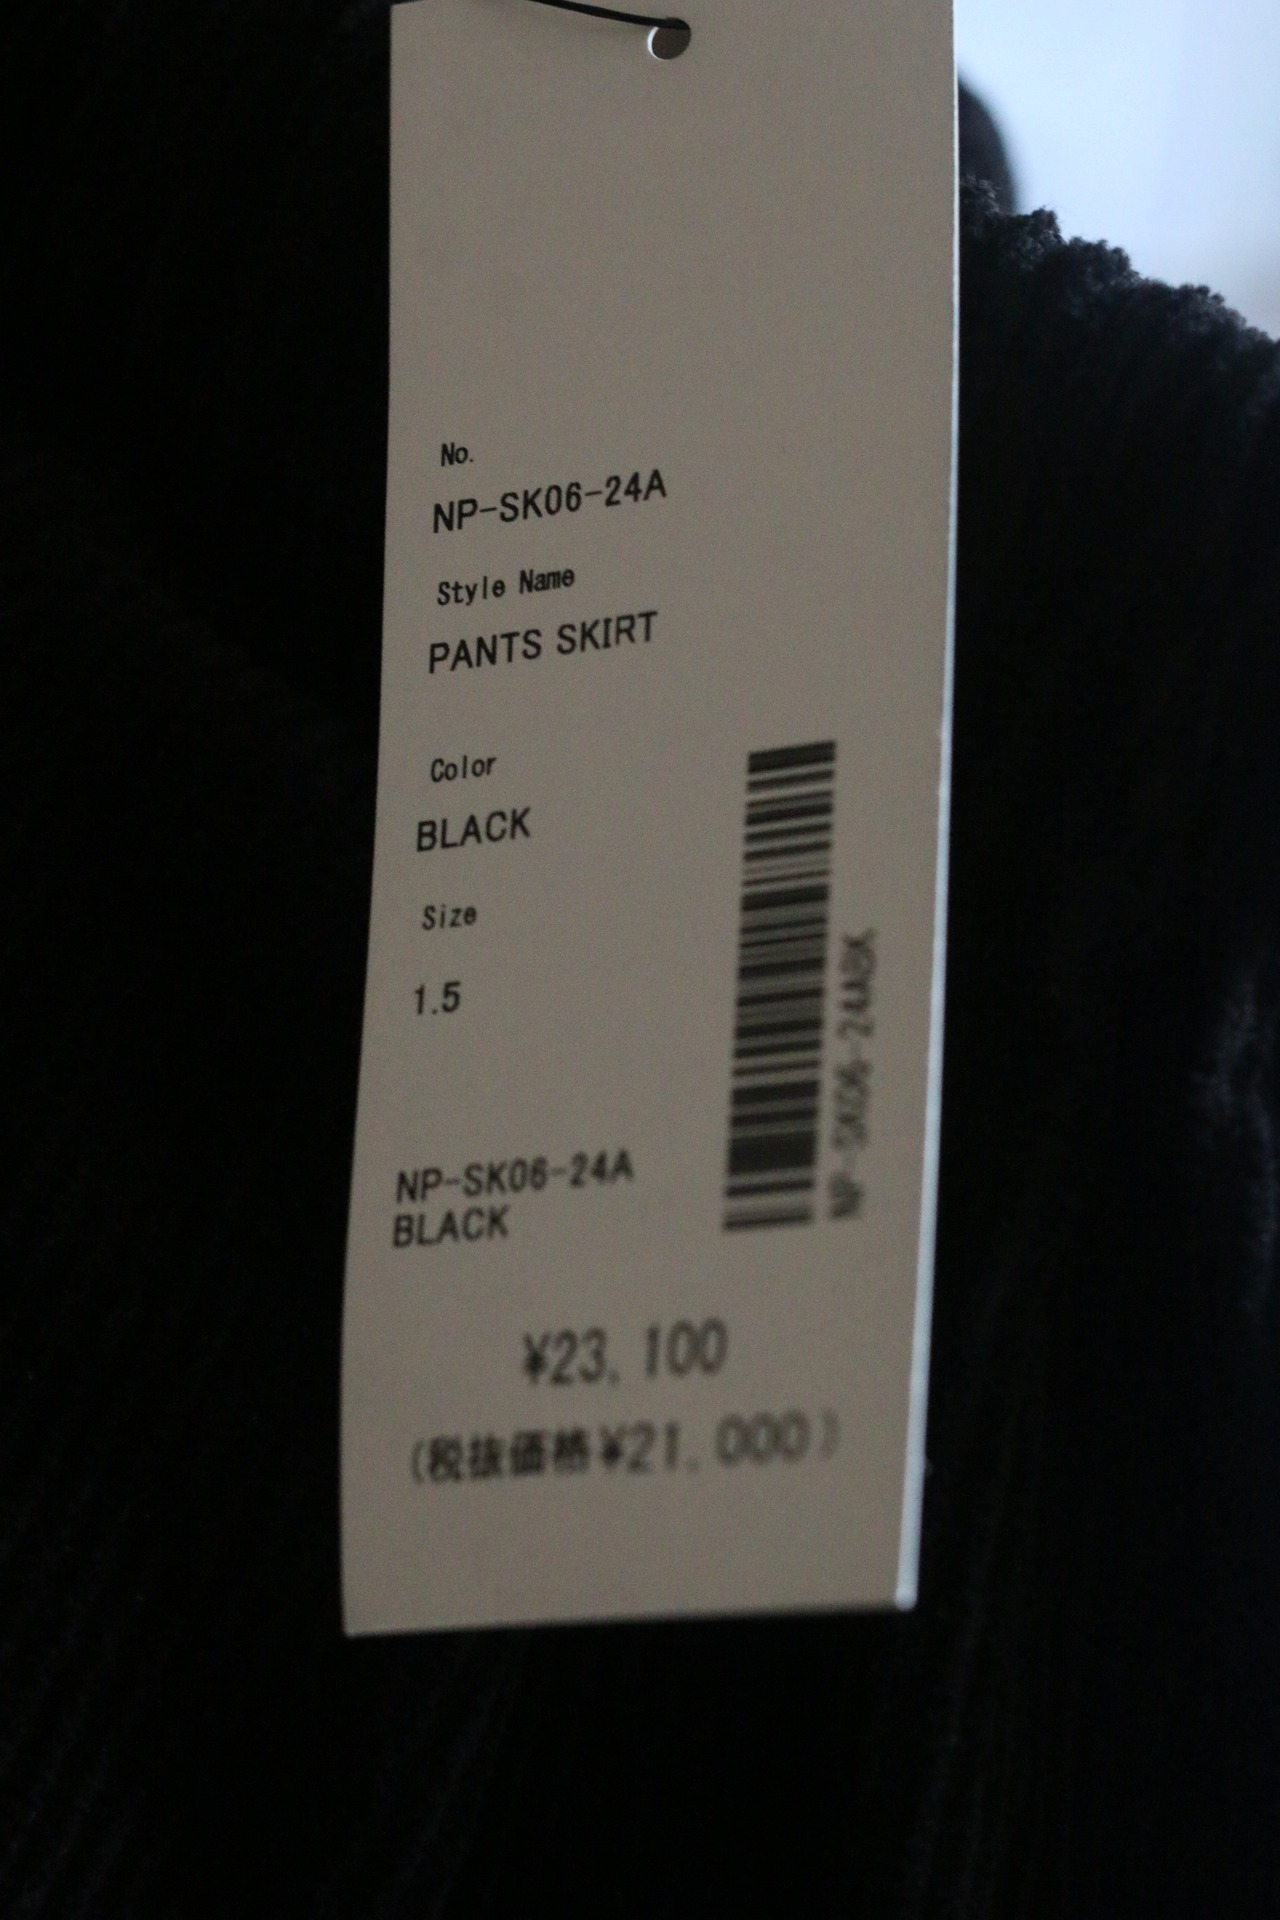 No.
NP-SK06-24A
Style Name
PANTS SKIRT
Color
BLACK
Size
1.5
NP-SK06-24ABK
NP-SK06-24A
BLACK
¥23,100
(税抜価格¥21,000)